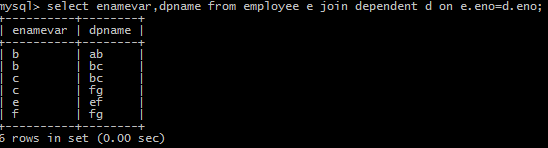 mysql> select enamevar,dpname from employee e join dependent d on e.eno=d.eno;
+----------+--------+
| enamevar | dpname |
+----------+--------+
| b        | ab     |
| b        | bc     |
| c        | bc     |
| c        | fg     |
| e        | ef     |
| f        | fg     |
+----------+--------+
6 rows in set (0.00 sec)